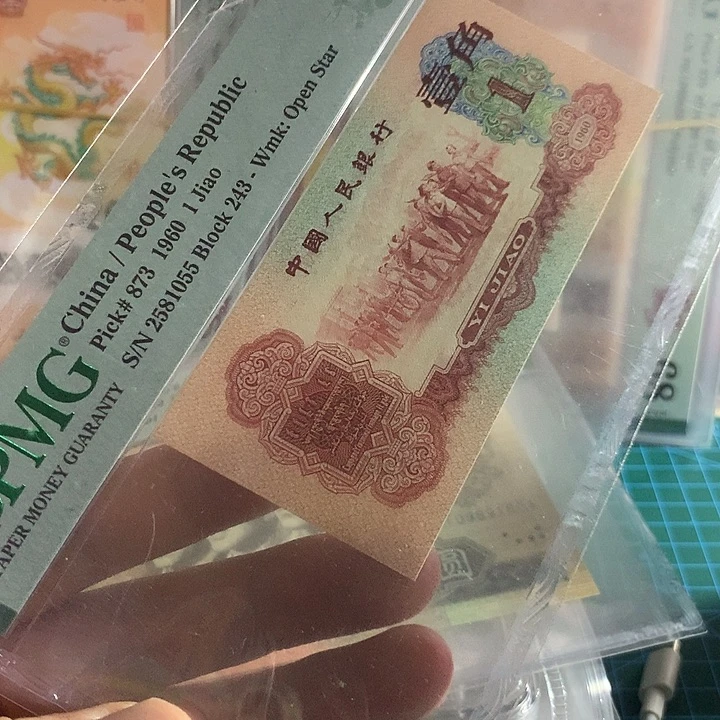 China / People's Republic
Pick# 873 1960 1 Jiao
S/N 2581055 Block 243 - Wmk: Open Star
PMG®
PAPER MONEY GUARANTY
中國人民銀行
壹角
1
1960
YI JIAO